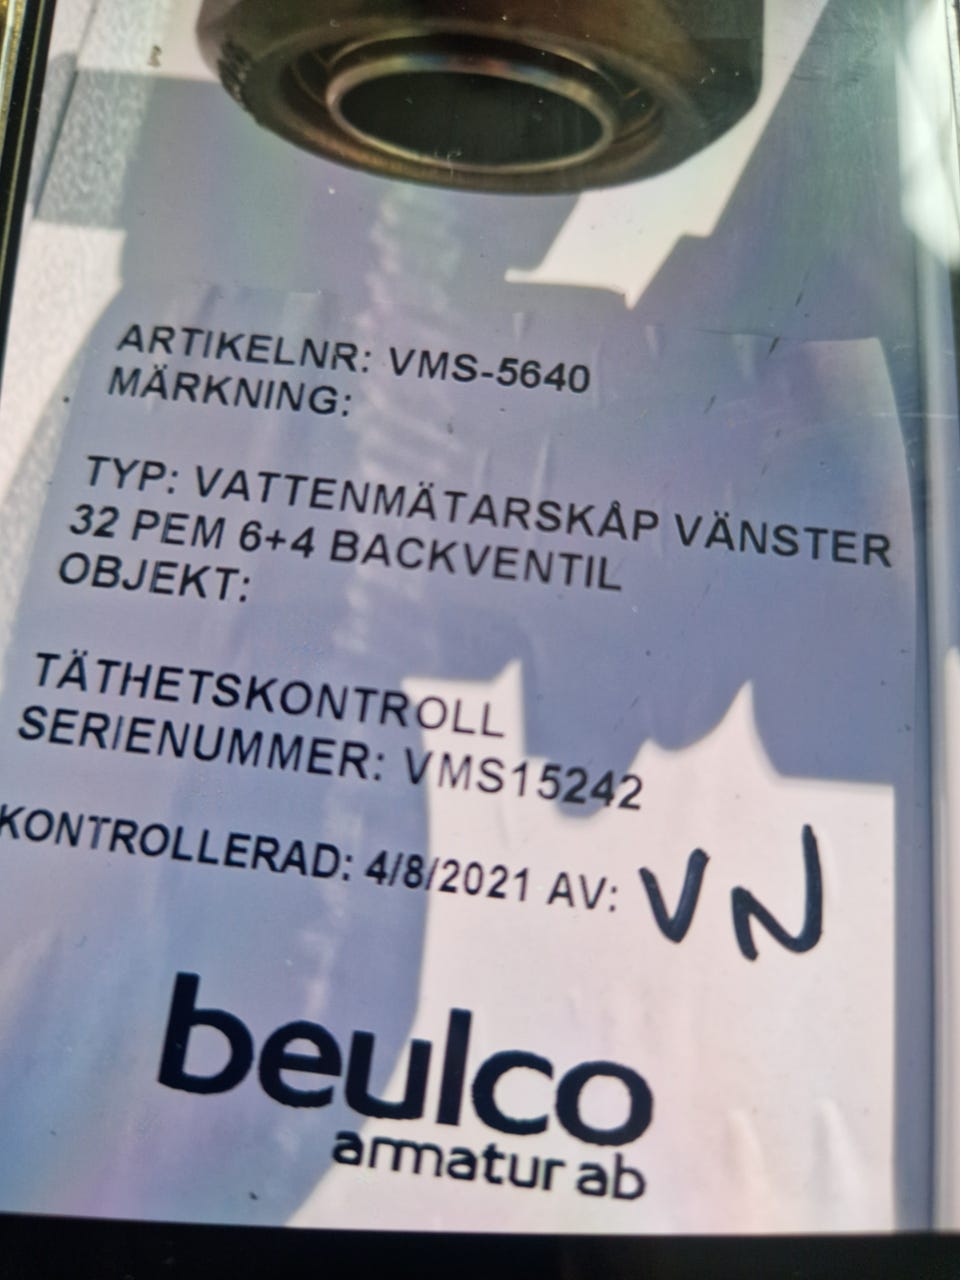 ARTIKELNR: VMS-5640
MÄRKNING:
TYP: VATTENMÄTARSKÅP VÄNSTER
32 PEM 6+4 BACKVENTIL
OBJEKT:
TÄTHETSKONTROLL
SERIENUMMER: VMS15242
KONTROLLERAD: 4/8/2021 AV: VN
beulco
armatur ab